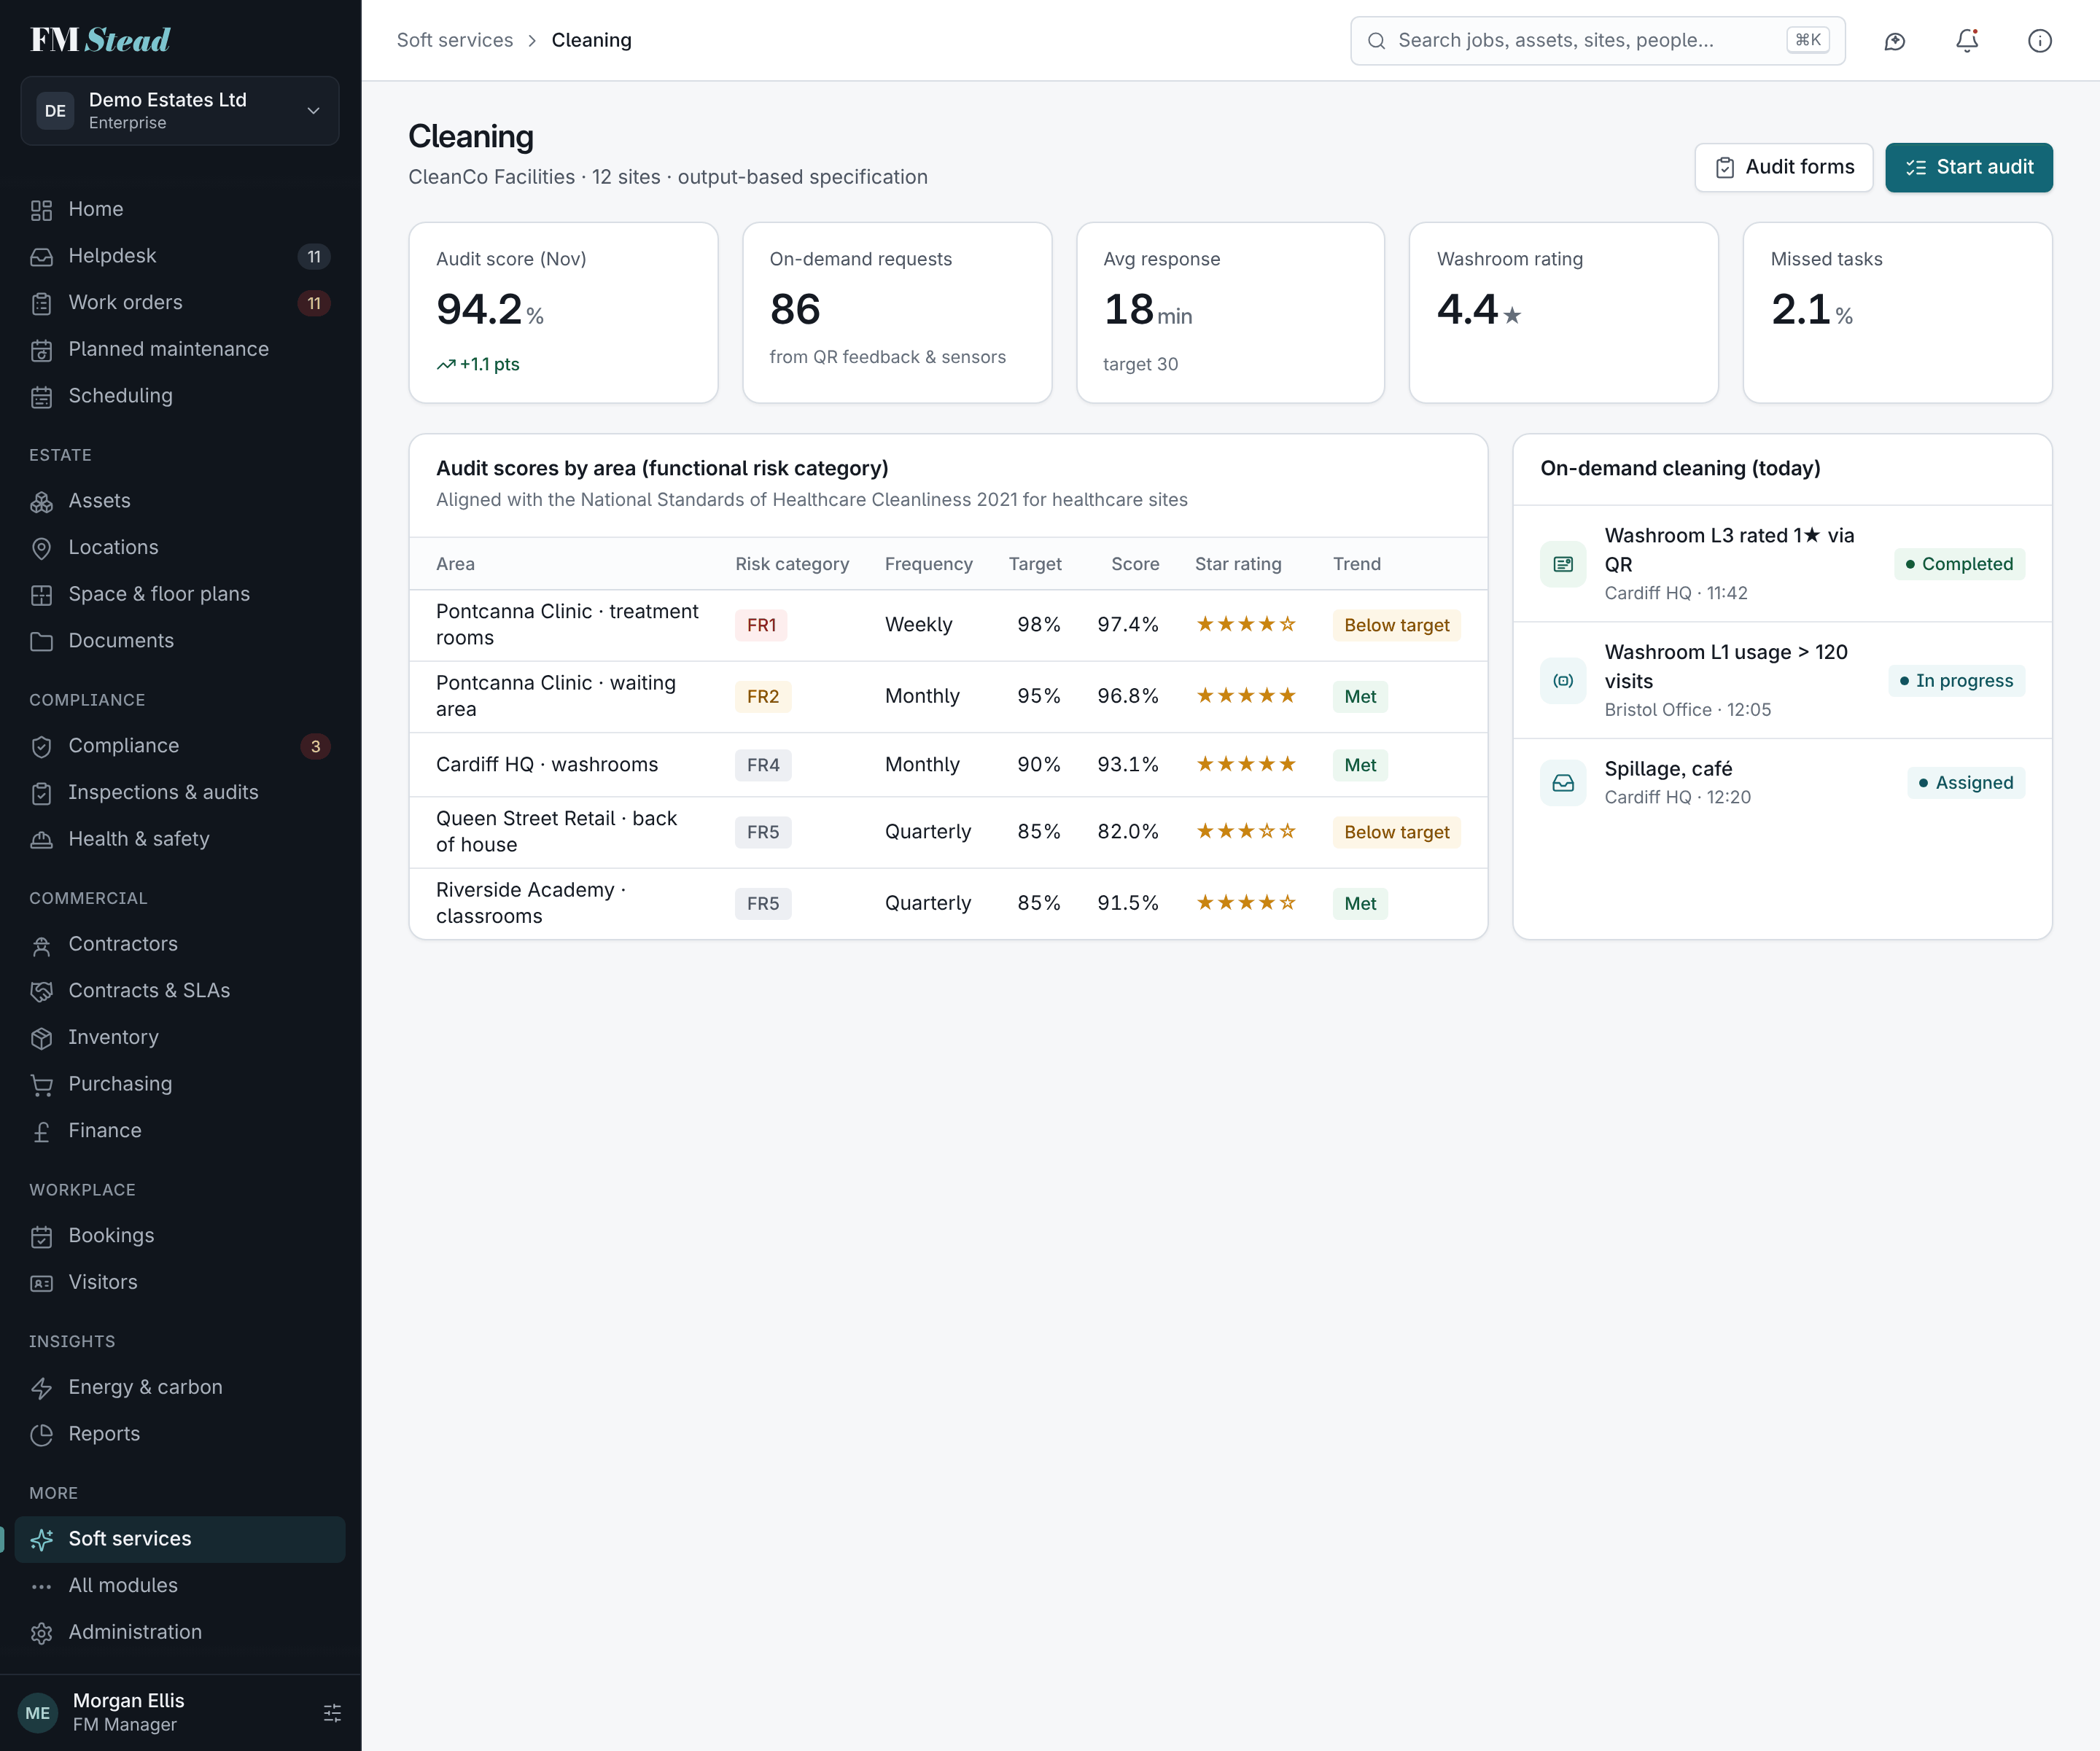 FM Stead
DE
Demo Estates Ltd
Enterprise
Home
Helpdesk 11
Work orders 11
Planned maintenance
Scheduling
ESTATE
Assets
Locations
Space & floor plans
Documents
COMPLIANCE
Compliance 3
Inspections & audits
Health & safety
COMMERCIAL
Contractors
Contracts & SLAs
Inventory
Purchasing
Finance
WORKPLACE
Bookings
Visitors
INSIGHTS
Energy & carbon
Reports
MORE
Soft services
All modules
Administration
ME
Morgan Ellis
FM Manager
Soft services > Cleaning
Search jobs, assets, sites, people... ⌘K
Cleaning
CleanCo Facilities · 12 sites · output-based specification
Audit forms
Start audit
Audit score (Nov)
94.2 %
+1.1 pts
On-demand requests
86
from QR feedback & sensors
Avg response
18 min
target 30
Washroom rating
4.4 ★
Missed tasks
2.1 %
Audit scores by area (functional risk category)
Aligned with the National Standards of Healthcare Cleanliness 2021 for healthcare sites
Area Risk category Frequency Target Score Star rating Trend
Pontcanna Clinic · treatment
rooms
FR1 Weekly 98% 97.4% ★★★★☆ Below target
Pontcanna Clinic · waiting
area
FR2 Monthly 95% 96.8% ★★★★★ Met
Cardiff HQ · washrooms FR4 Monthly 90% 93.1% ★★★★★ Met
Queen Street Retail · back
of house
FR5 Quarterly 85% 82.0% ★★★☆☆ Below target
Riverside Academy ·
classrooms
FR5 Quarterly 85% 91.5% ★★★★☆ Met
On-demand cleaning (today)
Washroom L3 rated 1★ via
QR
Cardiff HQ · 11:42
Completed
Washroom L1 usage > 120
visits
Bristol Office · 12:05
In progress
Spillage, café
Cardiff HQ · 12:20
Assigned